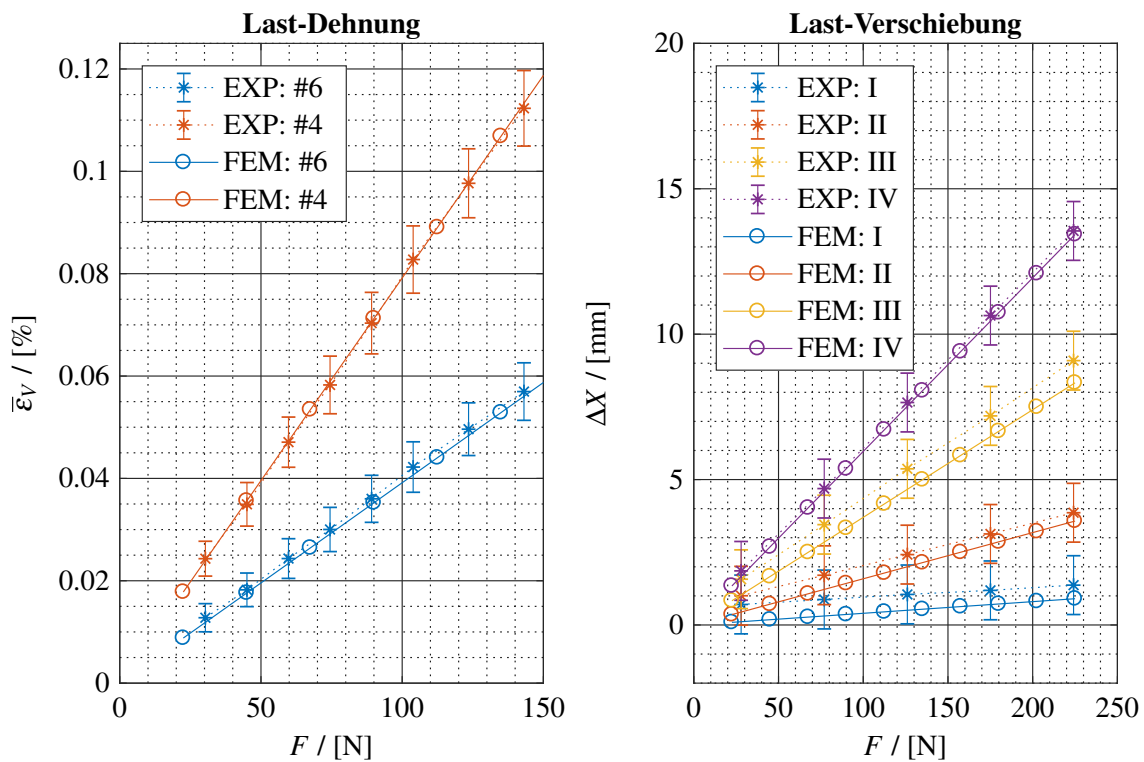 Last-Dehnung
0.12
0.1
0.08
0.06
0.04
0.02
0
ε̅_V / [%]
EXP: #6
EXP: #4
FEM: #6
FEM: #4
0
50
100
150
F / [N]
Last-Verschiebung
20
15
10
5
0
ΔX / [mm]
EXP: I
EXP: II
EXP: III
EXP: IV
FEM: I
FEM: II
FEM: III
FEM: IV
0
50
100
150
200
250
F / [N]